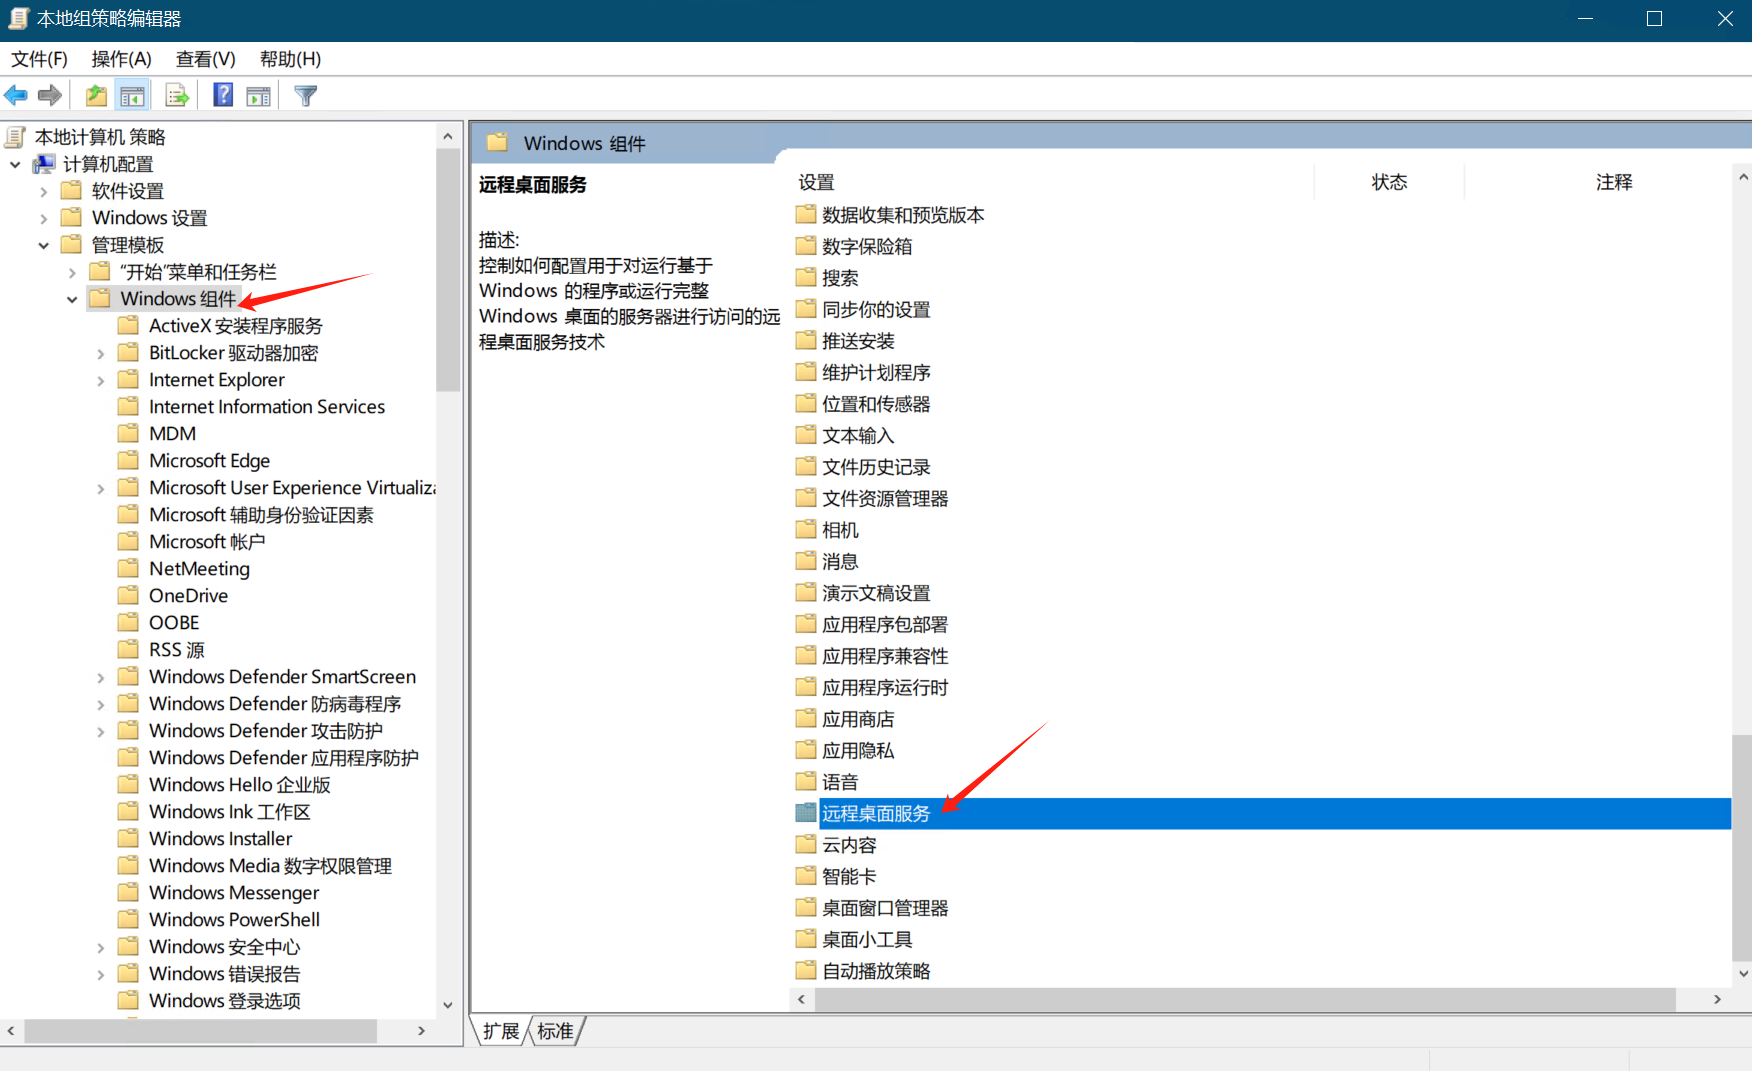 本地组策略编辑器
文件(F) 操作(A) 查看(V) 帮助(H)
本地计算机 策略
计算机配置
软件设置
Windows 设置
管理模板
“开始”菜单和任务栏
Windows 组件
ActiveX 安装程序服务
BitLocker 驱动器加密
Internet Explorer
Internet Information Services
MDM
Microsoft Edge
Microsoft User Experience Virtualiza
Microsoft 辅助身份验证因素
Microsoft 帐户
NetMeeting
OneDrive
OOBE
RSS 源
Windows Defender SmartScreen
Windows Defender 防病毒程序
Windows Defender 攻击防护
Windows Defender 应用程序防护
Windows Hello 企业版
Windows Ink 工作区
Windows Installer
Windows Media 数字权限管理
Windows Messenger
Windows PowerShell
Windows 安全中心
Windows 错误报告
Windows 登录选项
Windows 组件
远程桌面服务
描述:
控制如何配置用于对运行基于
Windows 的程序或运行完整
Windows 桌面的服务器进行访问的远
程桌面服务技术
设置 状态 注释
数据收集和预览版本
数字保险箱
搜索
同步你的设置
推送安装
维护计划程序
位置和传感器
文本输入
文件历史记录
文件资源管理器
相机
消息
演示文稿设置
应用程序包部署
应用程序兼容性
应用程序运行时
应用商店
应用隐私
语音
远程桌面服务
云内容
智能卡
桌面窗口管理器
桌面小工具
自动播放策略
扩展 标准